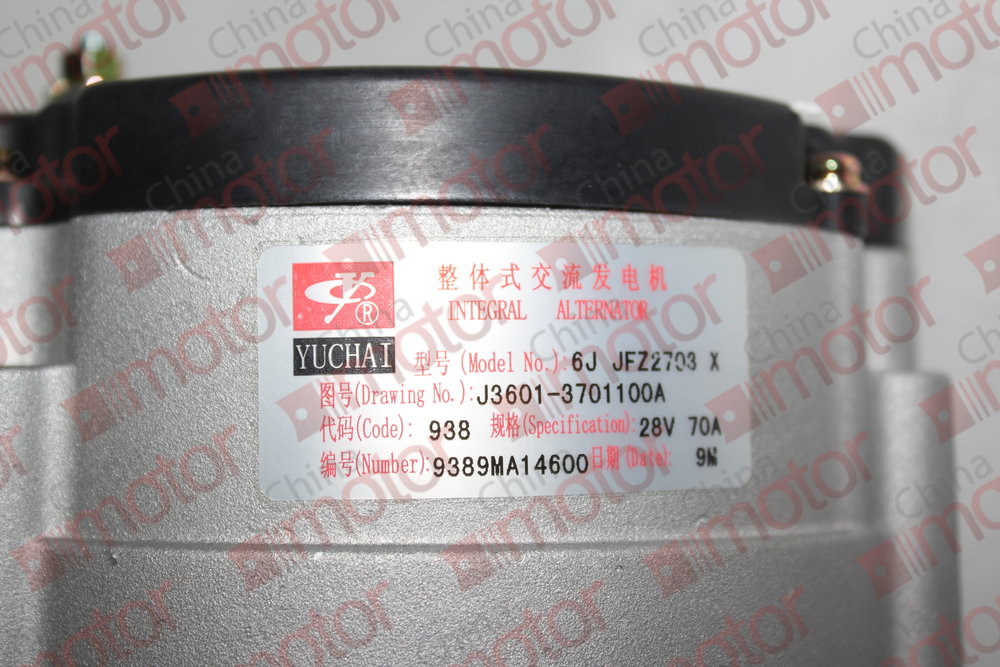 整体式交流发电机
INTEGRAL ALTERNATOR
® 
YUCHAI
型号(Model No.): 6J JFZ2703 X
图号(Drawing No.): J3601-3701100A
代码(Code): 938 规格(Specification): 28V 70A
编号(Number): 9389MA14600 日期(Date): 9M
China motor